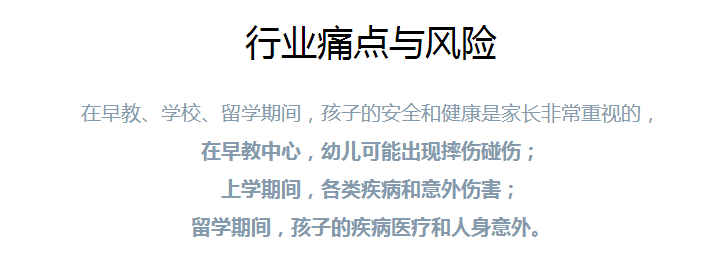 行业痛点与风险
在早教、学校、留学期间，孩子的安全和健康是家长非常重视的，
在早教中心，幼儿可能出现摔伤碰伤；
上学期间，各类疾病和意外伤害；
留学期间，孩子的疾病医疗和人身意外。